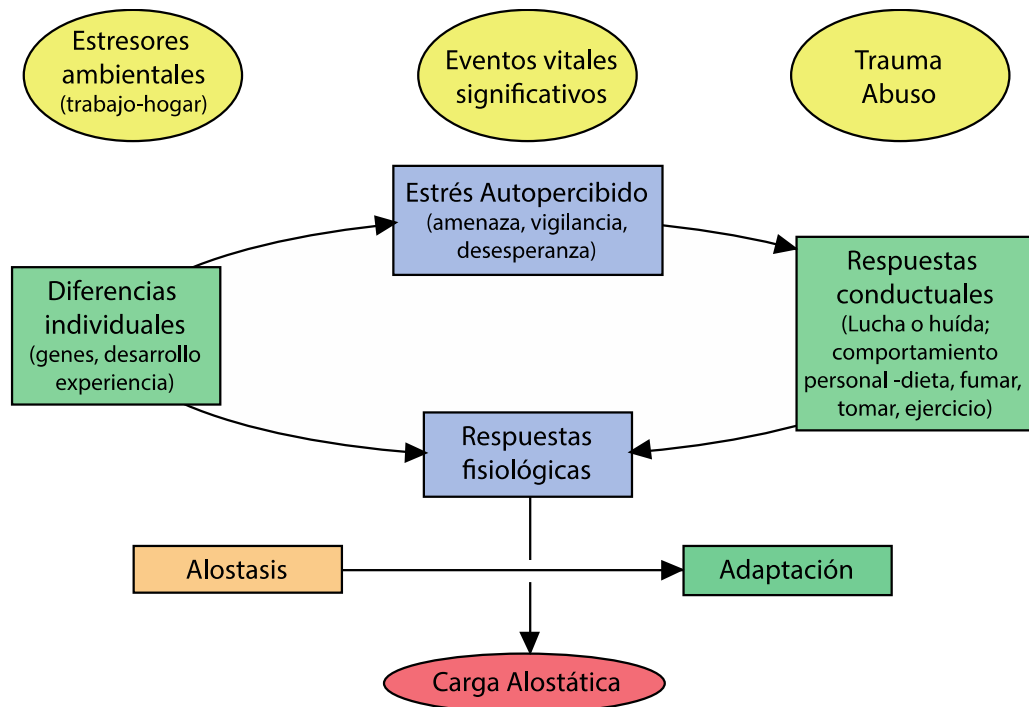 Estresores
ambientales
(trabajo-hogar)
Eventos vitales
significativos
Trauma
Abuso
Estrés Autopercibido
(amenaza, vigilancia,
desesperanza)
Diferencias
individuales
(genes, desarrollo
experiencia)
Respuestas
conductuales
(Lucha o huída;
comportamiento
personal -dieta, fumar,
tomar, ejercicio)
Respuestas
fisiológicas
Alostasis
Adaptación
Carga Alostática